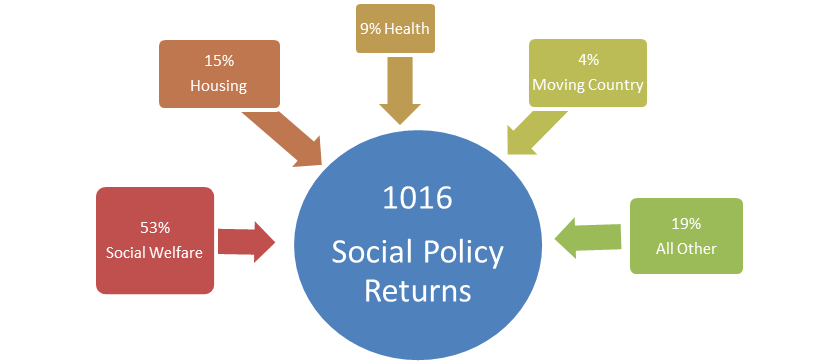 9% Health
15%
Housing
4%
Moving Country
53%
Social Welfare
1016
Social Policy
Returns
19%
All Other